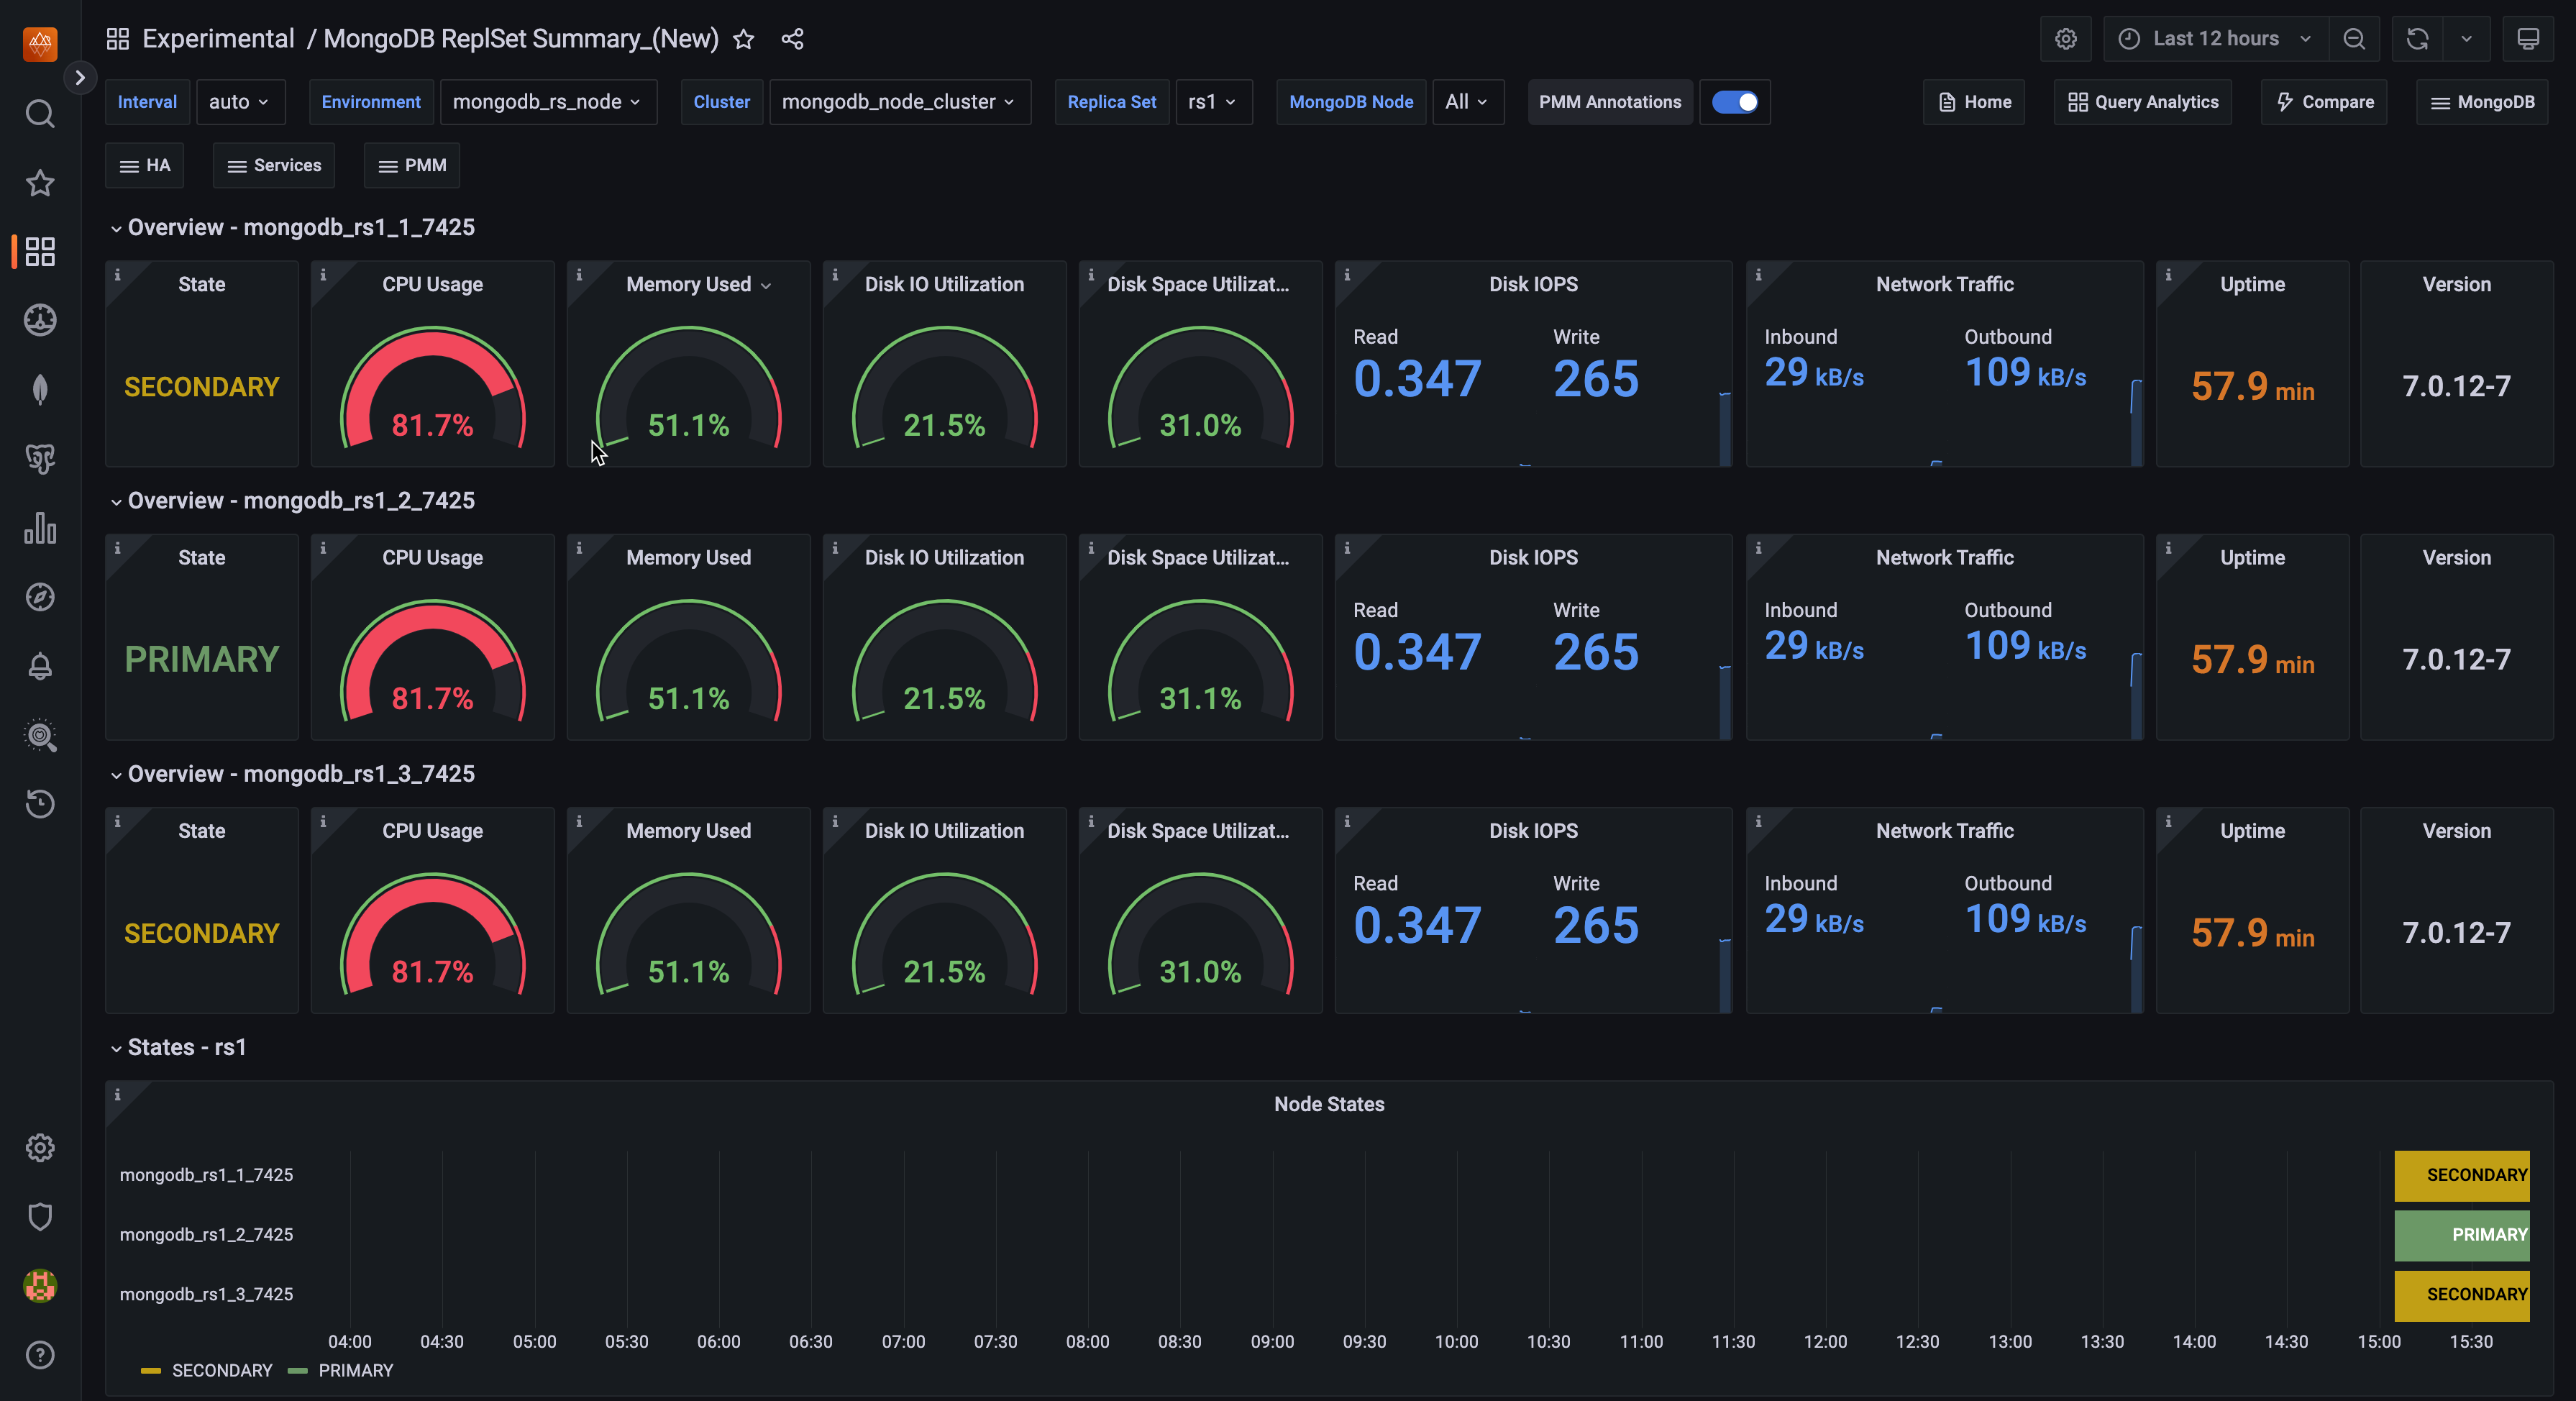 Experimental / MongoDB ReplSet Summary_(New)
Last 12 hours
Interval auto Environment mongodb_rs_node Cluster mongodb_node_cluster Replica Set rs1 MongoDB Node All PMM Annotations Home Query Analytics Compare MongoDB
HA Services PMM
Overview - mongodb_rs1_1_7425
State CPU Usage Memory Used Disk IO Utilization Disk Space Utilizat... Disk IOPS Network Traffic Uptime Version
Read Write Inbound Outbound
SECONDARY 81.7% 51.1% 21.5% 31.0% 0.347 265 29 kB/s 109 kB/s 57.9 min 7.0.12-7
Overview - mongodb_rs1_2_7425
State CPU Usage Memory Used Disk IO Utilization Disk Space Utilizat... Disk IOPS Network Traffic Uptime Version
Read Write Inbound Outbound
PRIMARY 81.7% 51.1% 21.5% 31.1% 0.347 265 29 kB/s 109 kB/s 57.9 min 7.0.12-7
Overview - mongodb_rs1_3_7425
State CPU Usage Memory Used Disk IO Utilization Disk Space Utilizat... Disk IOPS Network Traffic Uptime Version
Read Write Inbound Outbound
SECONDARY 81.7% 51.1% 21.5% 31.0% 0.347 265 29 kB/s 109 kB/s 57.9 min 7.0.12-7
States - rs1
Node States
mongodb_rs1_1_7425 SECONDARY
mongodb_rs1_2_7425 PRIMARY
mongodb_rs1_3_7425 SECONDARY
04:00 04:30 05:00 05:30 06:00 06:30 07:00 07:30 08:00 08:30 09:00 09:30 10:00 10:30 11:00 11:30 12:00 12:30 13:00 13:30 14:00 14:30 15:00 15:30
SECONDARY PRIMARY